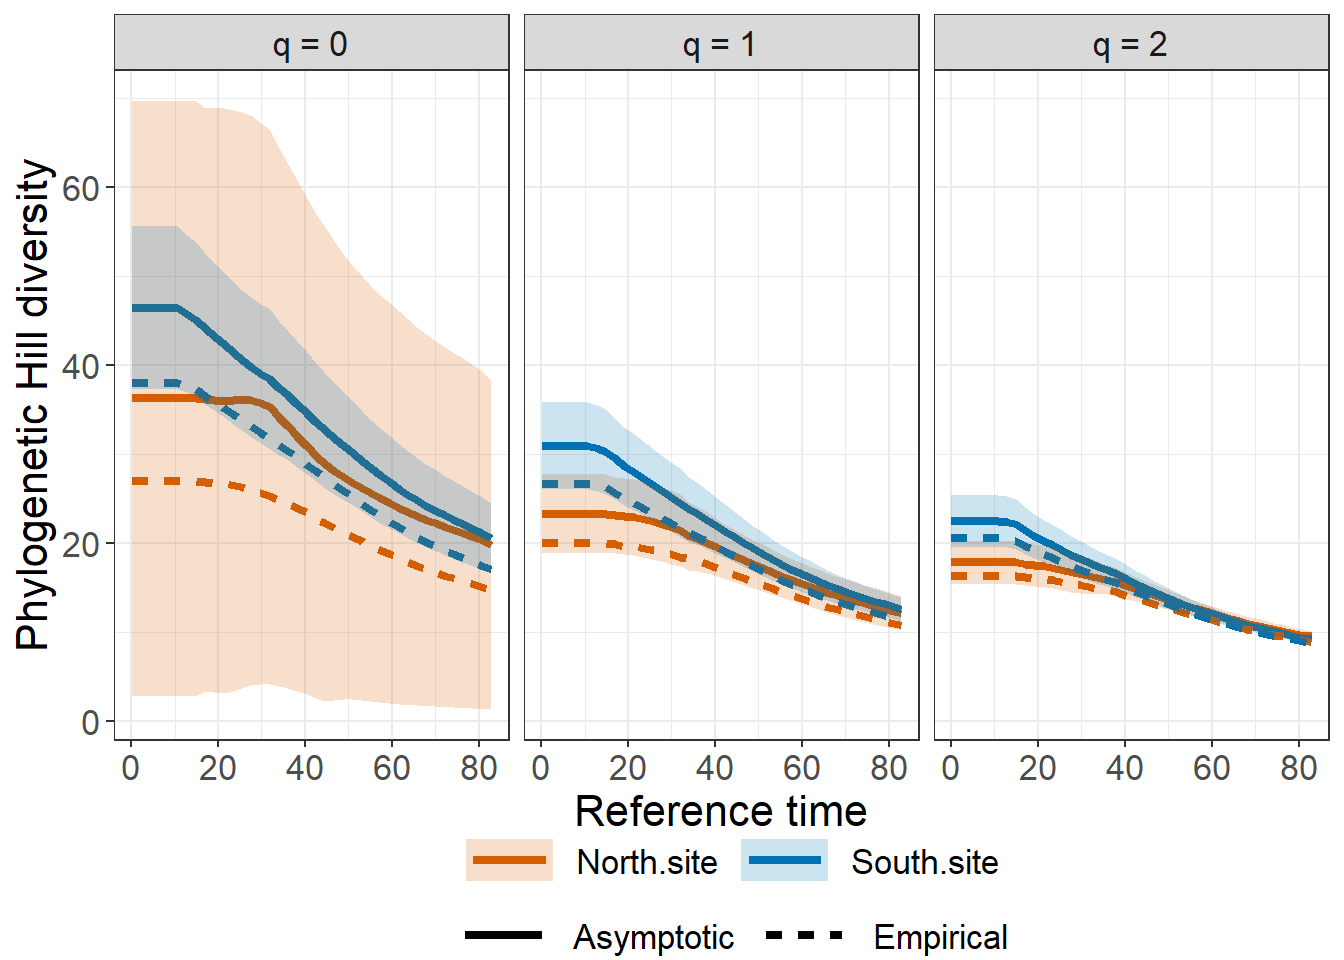 q = 0 q = 1 q = 2
Phylogenetic Hill diversity
60
40
20
0
0 20 40 60 80 0 20 40 60 80 0 20 40 60 80
Reference time
North.site South.site
Asymptotic Empirical